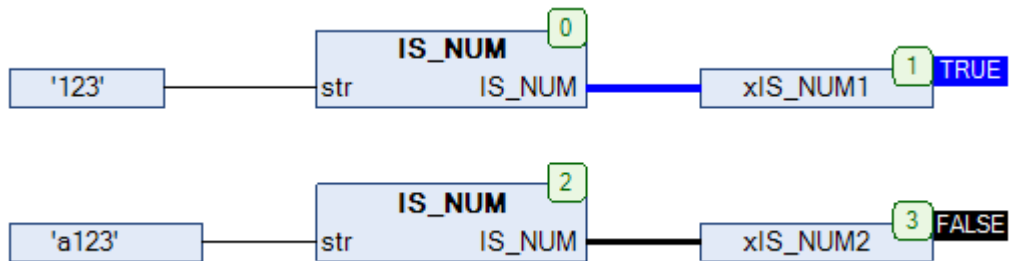 0
IS_NUM
1 TRUE
'123' str IS_NUM xIS_NUM1
2
IS_NUM
3 FALSE
'a123' str IS_NUM xIS_NUM2